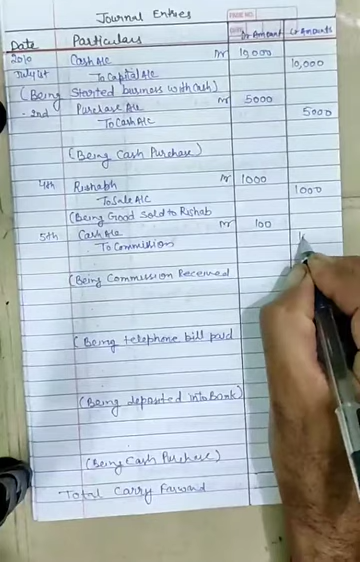 Journal Entries
PAGE NO.
Date Particulars Dr Amount Cr Amounts
2010 Cash A/c Dr 10,000
July 1st To Capital A/c 10,000
(Being Started business with Cash)
- 2nd Purchase A/c Dr 5000
To Cash A/c 5000
(Being Cash Purchase)
4th Rishabh Dr 1000
To Sale A/C 1000
(Being Good Sold to Rishab
5th Cash A/c Dr 100
To Commission
(Being Commission Received
(Being telephone bill paid
(Being deposited into Bank)
(Being Cash Purchase)
Total Carry Forward